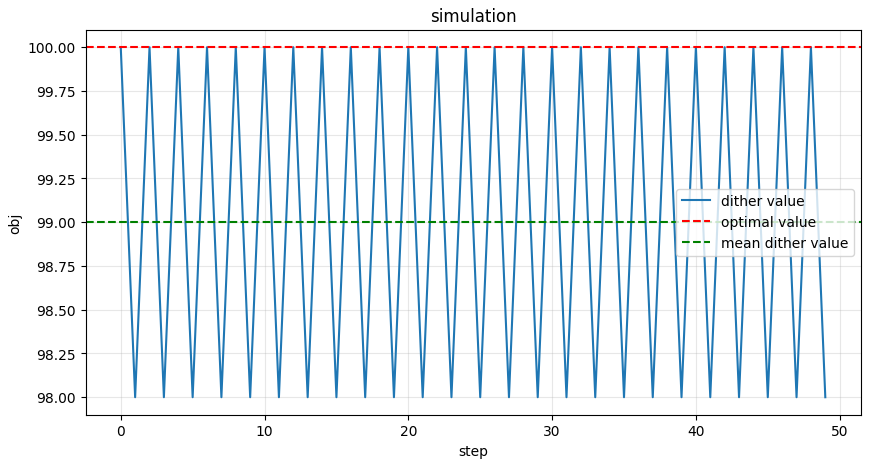 simulation
obj
100.00
99.75
99.50
99.25
99.00
98.75
98.50
98.25
98.00
dither value
optimal value
mean dither value
0 10 20 30 40 50
step